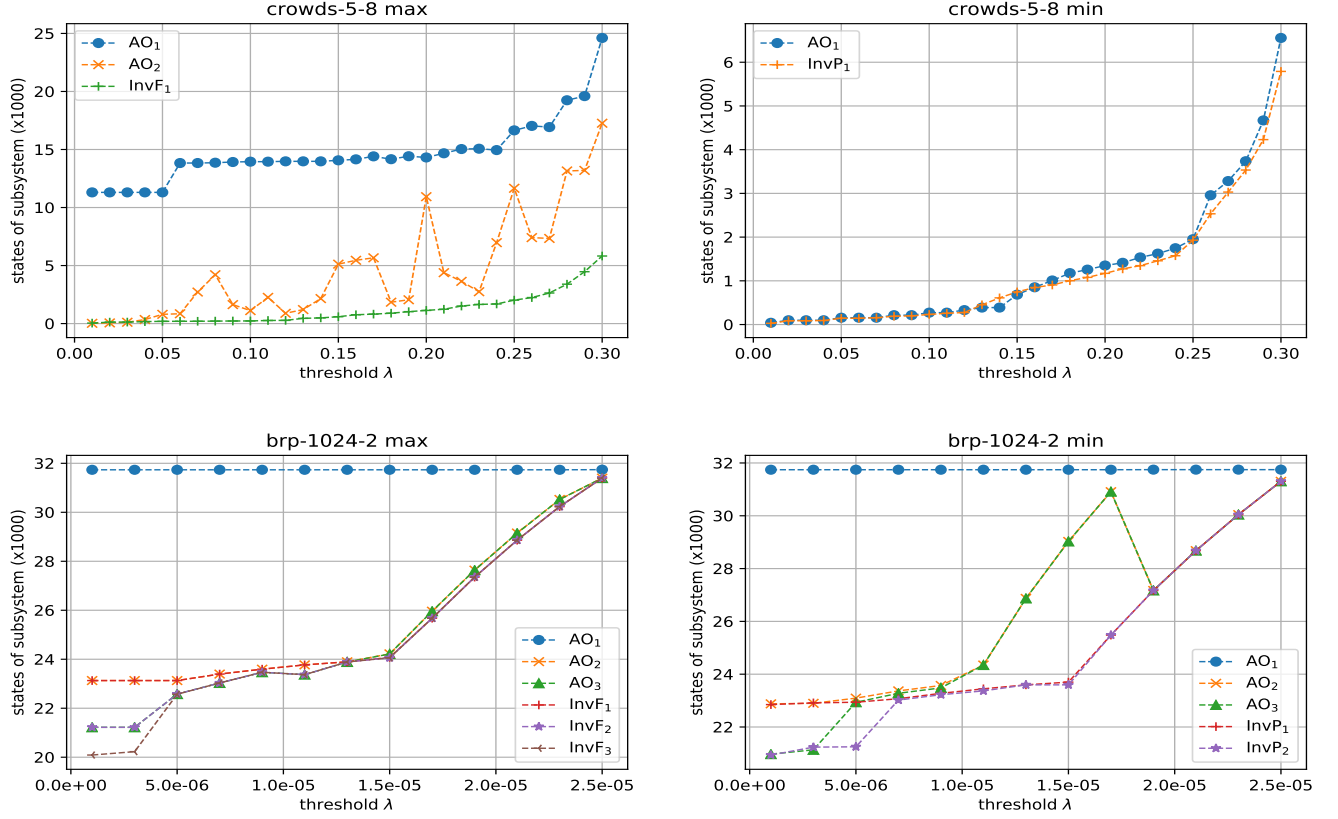 crowds-5-8 max
25
20
15
10
5
0
states of subsystem (x1000)
AO₁
AO₂
InvF₁
0.00 0.05 0.10 0.15 0.20 0.25 0.30
threshold λ
crowds-5-8 min
6
5
4
3
2
1
0
states of subsystem (x1000)
AO₁
InvP₁
0.00 0.05 0.10 0.15 0.20 0.25 0.30
threshold λ
brp-1024-2 max
32
30
28
26
24
22
20
states of subsystem (x1000)
AO₁
AO₂
AO₃
InvF₁
InvF₂
InvF₃
0.0e+00 5.0e-06 1.0e-05 1.5e-05 2.0e-05 2.5e-05
threshold λ
brp-1024-2 min
32
30
28
26
24
22
states of subsystem (x1000)
AO₁
AO₂
AO₃
InvP₁
InvP₂
0.0e+00 5.0e-06 1.0e-05 1.5e-05 2.0e-05 2.5e-05
threshold λ